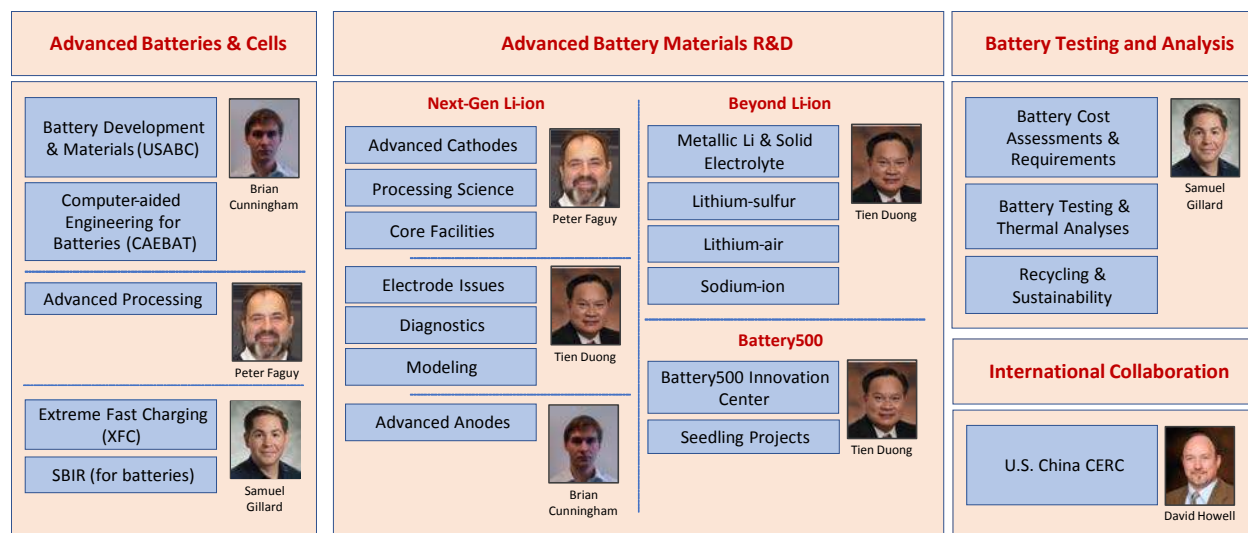 Advanced Batteries & Cells
Battery Development
& Materials (USABC)
Brian
Cunningham
Computer-aided
Engineering for
Batteries (CAEBAT)
Advanced Processing
Peter Faguy
Extreme Fast Charging
(XFC)
SBIR (for batteries)
Samuel
Gillard
Advanced Battery Materials R&D
Next-Gen Li-ion
Advanced Cathodes
Processing Science
Core Facilities
Peter Faguy
Electrode Issues
Diagnostics
Modeling
Tien Duong
Advanced Anodes
Brian
Cunningham
Beyond Li-ion
Metallic Li & Solid
Electrolyte
Lithium-sulfur
Lithium-air
Sodium-ion
Tien Duong
Battery500
Battery500 Innovation
Center
Seedling Projects
Tien Duong
Battery Testing and Analysis
Battery Cost
Assessments &
Requirements
Samuel
Gillard
Battery Testing &
Thermal Analyses
Recycling &
Sustainability
International Collaboration
U.S. China CERC
David Howell